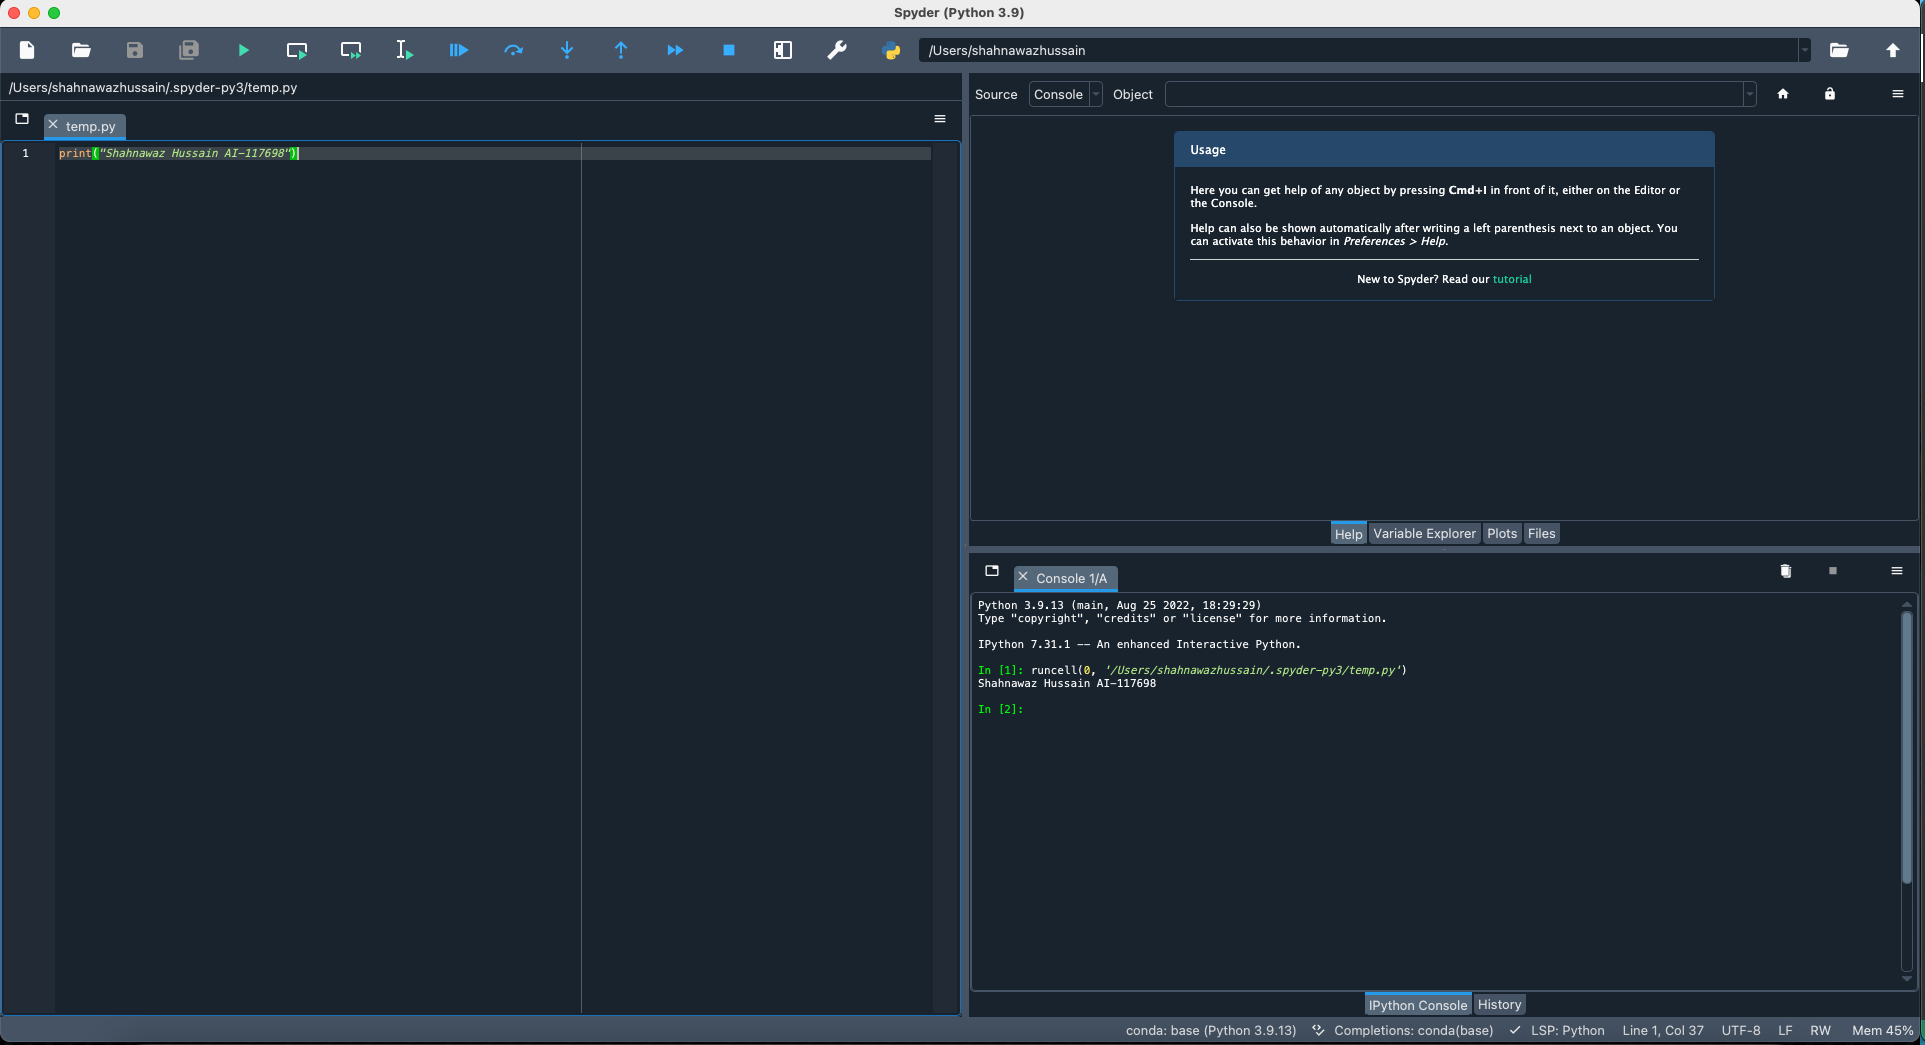 Spyder (Python 3.9)
/Users/shahnawazhussain
/Users/shahnawazhussain/.spyder-py3/temp.py
temp.py
1 print("Shahnawaz Hussain AI-117698")
Source Console Object
Usage
Here you can get help of any object by pressing Cmd+I in front of it, either on the Editor or
the Console.
Help can also be shown automatically after writing a left parenthesis next to an object. You
can activate this behavior in Preferences > Help.
New to Spyder? Read our tutorial
Help Variable Explorer Plots Files
Console 1/A
Python 3.9.13 (main, Aug 25 2022, 18:29:29)
Type "copyright", "credits" or "license" for more information.
IPython 7.31.1 -- An enhanced Interactive Python.
In [1]: runcell(0, '/Users/shahnawazhussain/.spyder-py3/temp.py')
Shahnawaz Hussain AI-117698
In [2]:
IPython Console History
conda: base (Python 3.9.13) Completions: conda(base) LSP: Python Line 1, Col 37 UTF-8 LF RW Mem 45%